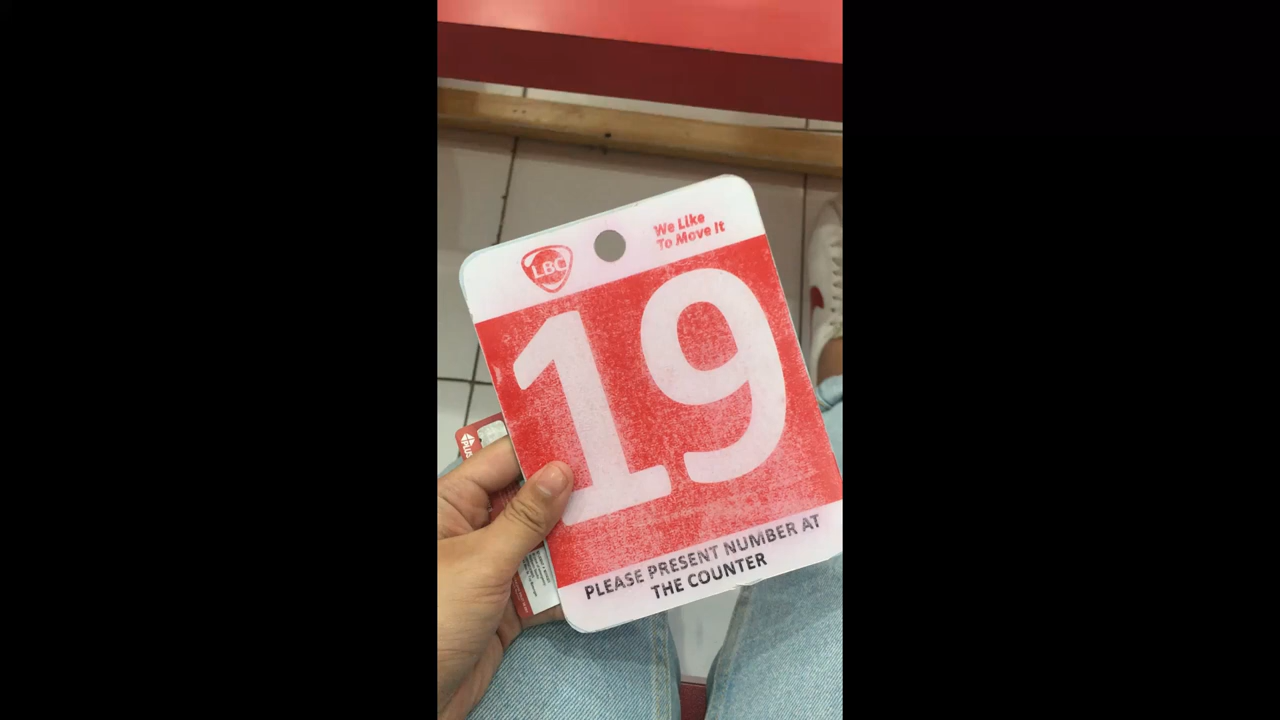 LBC
We Like
To Move It
19
PLEASE PRESENT NUMBER AT
THE COUNTER